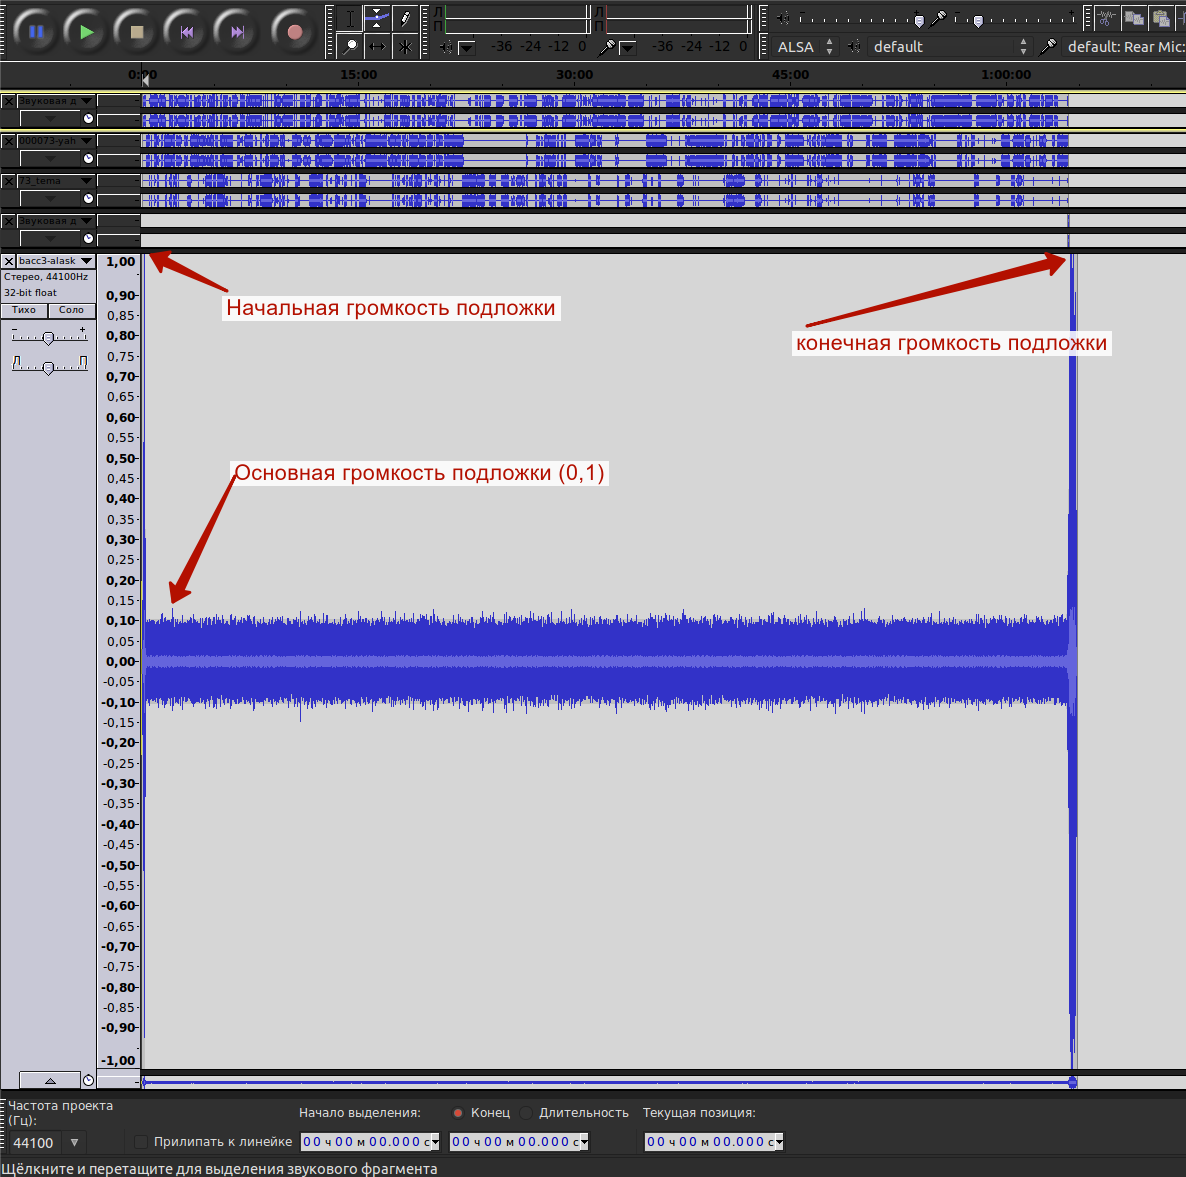 Л
П
-36 -24 -12 0
Л
П
-36 -24 -12 0
- +
- +
ALSA
default
default: Rear Mic:
0:00 15:00 30:00 45:00 1:00:00
Звуковая д
000073-yah
73_tema
Звуковая д
bacc3-alask
Стерео, 44100Hz
32-bit float
Тихо Соло
- +
Л П
1,00
0,90
0,85
0,80
0,75
0,70
0,65
0,60
0,55
0,50
0,45
0,40
0,35
0,30
0,25
0,20
0,15
0,10
0,05
0,00
-0,05
-0,10
-0,15
-0,20
-0,25
-0,30
-0,35
-0,40
-0,45
-0,50
-0,55
-0,60
-0,65
-0,70
-0,75
-0,80
-0,85
-0,90
-1,00
Начальная громкость подложки
конечная громкость подложки
Основная громкость подложки (0,1)
Частота проекта
(Гц):
44100
Прилипать к линейке
Начало выделения:
Конец Длительность
Текущая позиция:
00 ч 00 м 00.000 с
00 ч 00 м 00.000 с
00 ч 00 м 00.000 с
Щёлкните и перетащите для выделения звукового фрагмента